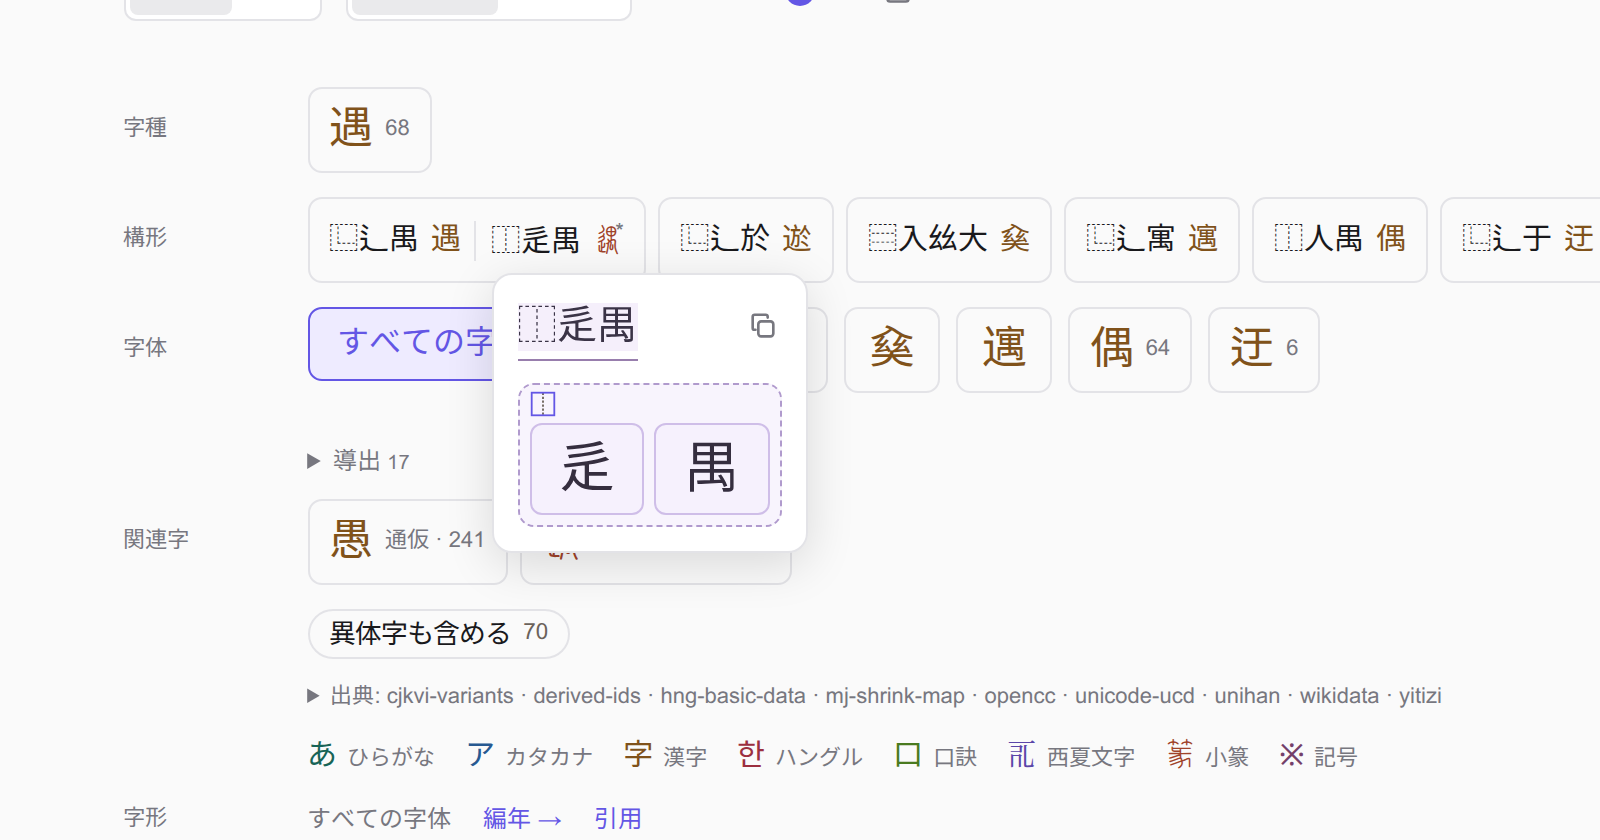 字種 遇 68
構形 ⿺辶禺 遇 ⿰辵禺 ⿺辶於 遊 ⿱入丝大 ⿺辶寓 ⿰人禺 偶 ⿺辶于 迂
⿰辵禺
字体 すべての字 偶 64 迂 6
⿰
辵 禺
▶ 導出 17
関連字 愚 通仮 · 241
異体字も含める 70
▶ 出典: cjkvi-variants · derived-ids · hng-basic-data · mj-shrink-map · opencc · unicode-ucd · unihan · wikidata · yitizi
あ ひらがな ア カタカナ 字 漢字 한 ハングル 口 口訣 西夏文字 小篆 ※ 記号
字形 すべての字体 編年→ 引用